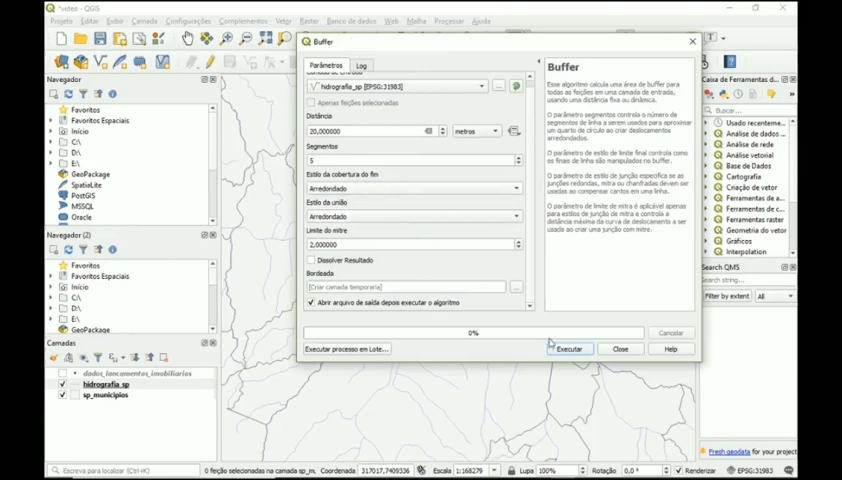 *video - QGIS
Projeto Editar Exibir Camada Configurações Complementos Vetor Raster Banco de dados Web Malha Processar Ajuda
Navegador
Favoritos
Favoritos Espaciais
Início
C:\
D:\
E:\
GeoPackage
SpatiaLite
PostGIS
MSSQL
Oracle
Navegador (2)
Favoritos
Favoritos Espaciais
Início
C:\
D:\
E:\
GeoPackage
Camadas
dados_lancamentos_imobiliarios
hidrografia_sp
sp_municipios
Buffer
Parâmetros Log
Camada de entrada
hidrografia_sp [EPSG:31983]
Apenas feições selecionadas
Distância
20,000000 metros
Segmentos
5
Estilo da cobertura do fim
Arredondado
Estilo da união
Arredondado
Limite do mitre
2,000000
Dissolver Resultado
Bordeada
[Criar camada temporaria]
Abrir arquivo de saída depois executar o algoritmo
0% Cancelar
Executar processo em Lote... Executar Close Help
Buffer
Esse algoritmo calcula uma área de buffer para
todas as feições em uma camada de entrada,
usando uma distância fixa ou dinâmica.
O parâmetro segmentos controla o número de
segmentos de linha a serem usados para aproximar
um quarto de círculo ao criar deslocamentos
arredondados.
O parâmetro de estilo de limite final controla como
os finais de linha são manipulados no buffer.
O parâmetro de estilo de junção especifica se as
junções redondas, mitra ou chanfradas devem ser
usadas ao compensar cantos em uma linha.
O parâmetro de limite de mitra é aplicável apenas
para estilos de junção de mitra e controla a
distância máxima da curva de deslocamento a ser
usada ao criar uma junção com mitre.
Caixa de Ferramentas d...
Buscar...
Usado recenteme...
Análise de dados ...
Análise de rede
Análise vetorial
Base de Dados
Cartografia
Criação de vetor
Ferramentas de a...
Ferramentas de c...
Ferramentas raster
Geometria do vetor
Gráficos
Interpolation
Search QMS
Search string...
Filter by extent All
Fresh geodata for your project
Escreva para localizar (Ctrl+K) 0 feição selecionadas na camada sp_m. Coordenada 317017,7409336 Escala 1:168279 Lupa 100% Rotação 0,0 ° Renderizar EPSG:31983